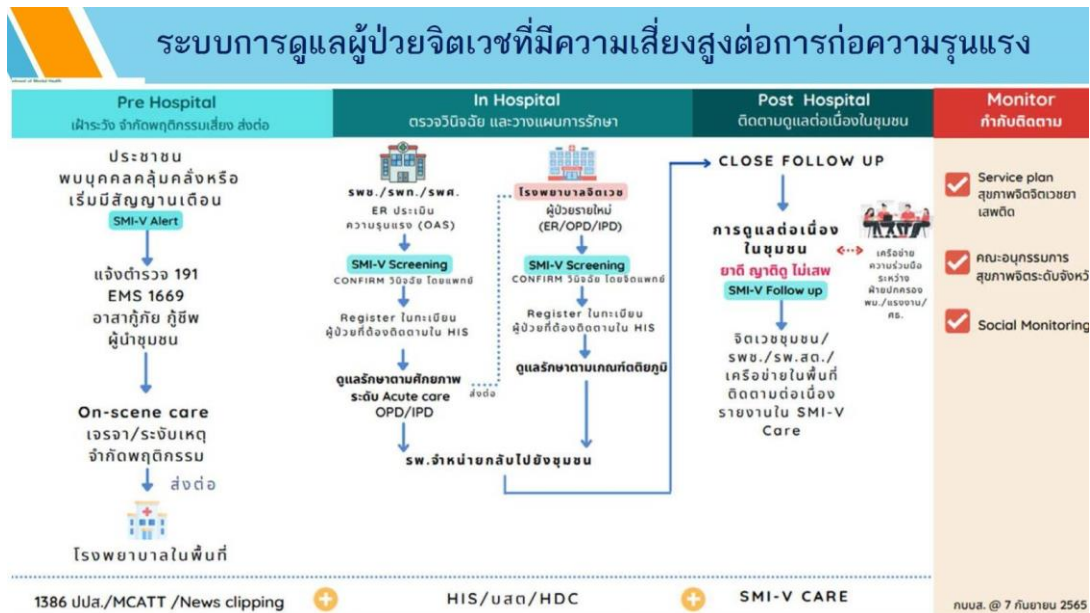 ระบบการดูแลผู้ป่วยจิตเวชที่มีความเสี่ยงสูงต่อการก่อความรุนแรง
Pre Hospital
เฝ้าระวัง จำกัดพฤติกรรมเสี่ยง ส่งต่อ
ประชาชน
พบบุคคลคลุ้มคลั่งหรือ
เริ่มมีสัญญานเตือน
SMI-V Alert
แจ้งตำรวจ 191
EMS 1669
อาสากู้ภัย กู้ชีพ
ผู้นำชุมชน
On-scene care
เจรจา/ระงับเหตุ
จำกัดพฤติกรรม
ส่งต่อ
โรงพยาบาลในพื้นที่
In Hospital
ตรวจวินิจฉัย และวางแผนการรักษา
รพช./รพท./รพศ.
ER ประเมิน
ความรุนแรง (OAS)
SMI-V Screening
CONFIRM วินิจฉัย โดยแพทย์
Register ในทะเบียน
ผู้ป่วยที่ต้องติดตามใน HIS
ดูแลรักษาตามศักยภาพ
ระดับ Acute care
OPD/IPD
ส่งต่อ
โรงพยาบาลจิตเวช
ผู้ป่วยรายใหม่
(ER/OPD/IPD)
SMI-V Screening
CONFIRM วินิจฉัย โดยจิตแพทย์
Register ในทะเบียน
ผู้ป่วยที่ต้องติดตามใน HIS
ดูแลรักษาตามเกณฑ์ตติยภูมิ
รพ.จำหน่ายกลับไปยังชุมชน
Post Hospital
ติดตามดูแลต่อเนื่องในชุมชน
CLOSE FOLLOW UP
การดูแลต่อเนื่อง
ในชุมชน
ยาดี ญาติดู ไม่เสพ
SMI-V Follow up
เครือข่าย
ความร่วมมือ
ระหว่าง
ฝ่ายปกครอง
พม./แรงงาน/
ศธ.
จิตเวชชุมชน/
รพช./รพ.สต./
เครือข่ายในพื้นที่
ติดตามต่อเนื่อง
รายงานใน SMI-V
Care
Monitor
กำกับติดตาม
Service plan
สุขภาพจิตจิตเวชยา
เสพติด
คณะอนุกรรมการ
สุขภาพจิตระดับจังหวั
Social Monitoring
1386 ปปส./MCATT /News clipping
HIS/บสต/HDC
SMI-V CARE
กบบส. @ 7 กันยายน 2565